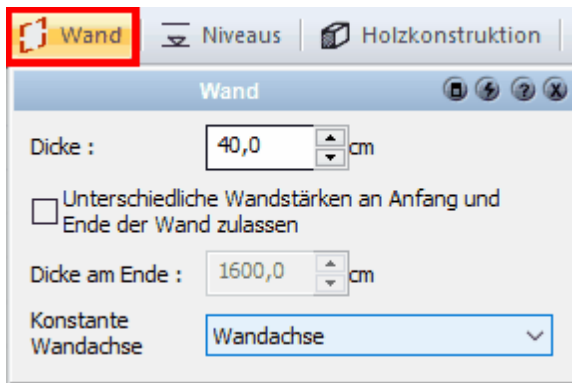 Wand Niveaus Holzkonstruktion
Wand
Dicke : 40,0 cm
Unterschiedliche Wandstärken an Anfang und
Ende der Wand zulassen
Dicke am Ende : 1600,0 cm
Konstante
Wandachse
Wandachse